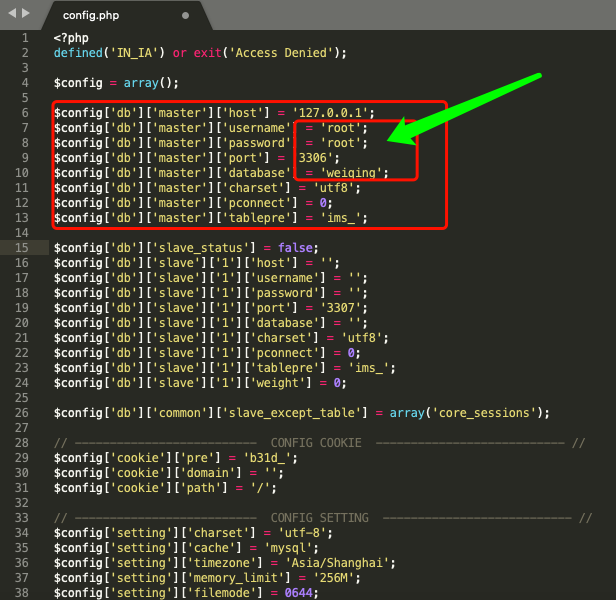 config.php
1 <?php
2 defined('IN_IA') or exit('Access Denied');
3
4 $config = array();
5
6 $config['db']['master']['host'] = '127.0.0.1';
7 $config['db']['master']['username'] = 'root';
8 $config['db']['master']['password'] = 'root';
9 $config['db']['master']['port'] = '3306';
10 $config['db']['master']['database'] = 'weiqing';
11 $config['db']['master']['charset'] = 'utf8';
12 $config['db']['master']['pconnect'] = 0;
13 $config['db']['master']['tablepre'] = 'ims_';
14
15 $config['db']['slave_status'] = false;
16 $config['db']['slave']['1']['host'] = '';
17 $config['db']['slave']['1']['username'] = '';
18 $config['db']['slave']['1']['password'] = '';
19 $config['db']['slave']['1']['port'] = '3307';
20 $config['db']['slave']['1']['database'] = '';
21 $config['db']['slave']['1']['charset'] = 'utf8';
22 $config['db']['slave']['1']['pconnect'] = 0;
23 $config['db']['slave']['1']['tablepre'] = 'ims_';
24 $config['db']['slave']['1']['weight'] = 0;
25
26 $config['db']['common']['slave_except_table'] = array('core_sessions');
27
28 // -------------------------- CONFIG COOKIE --------------------------- //
29 $config['cookie']['pre'] = 'b31d_';
30 $config['cookie']['domain'] = '';
31 $config['cookie']['path'] = '/';
32
33 // -------------------------- CONFIG SETTING --------------------------- //
34 $config['setting']['charset'] = 'utf-8';
35 $config['setting']['cache'] = 'mysql';
36 $config['setting']['timezone'] = 'Asia/Shanghai';
37 $config['setting']['memory_limit'] = '256M';
38 $config['setting']['filemode'] = 0644;